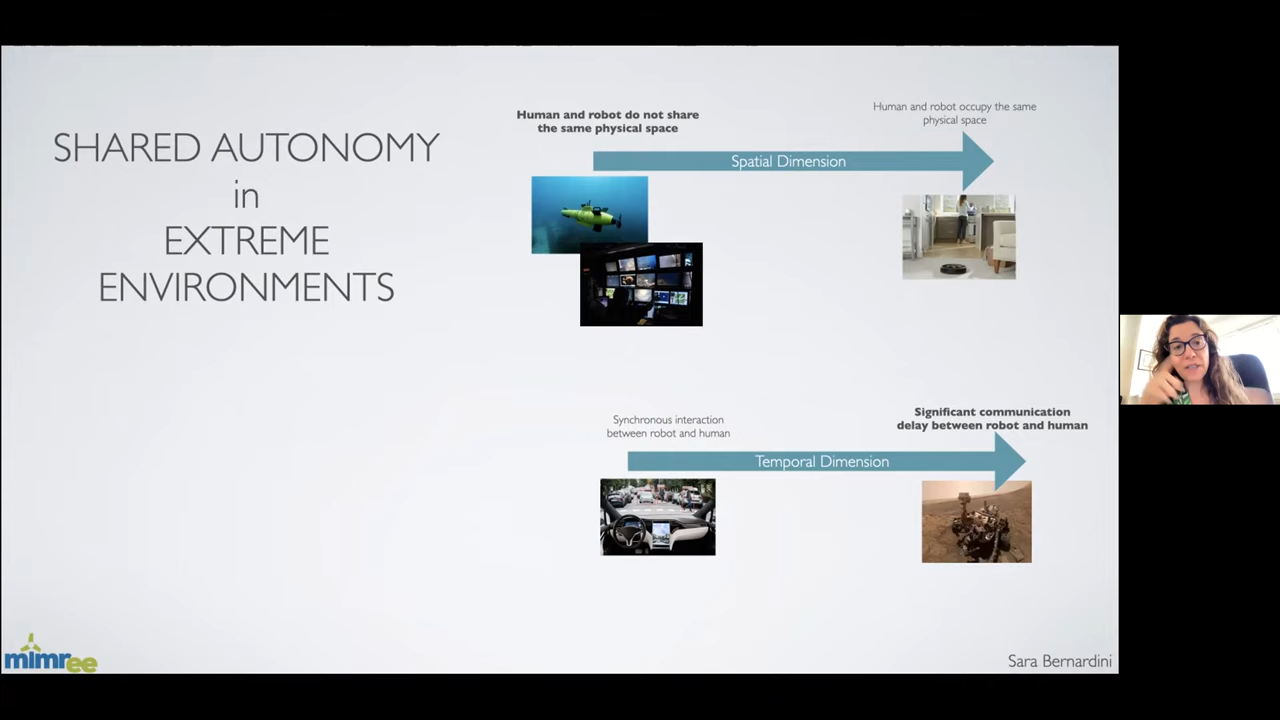 SHARED AUTONOMY
in
EXTREME
ENVIRONMENTS
Human and robot do not share
the same physical space
Human and robot occupy the same
physical space
Spatial Dimension
Synchronous interaction
between robot and human
Significant communication
delay between robot and human
Temporal Dimension
mimree
Sara Bernardini